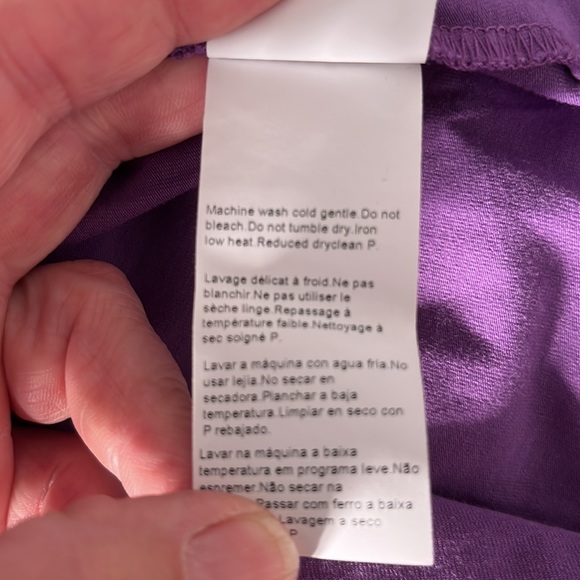 Machine wash cold gentle.Do not
bleach.Do not tumble dry.Iron
low heat.Reduced dryclean P.
Lavage délicat à froid.Ne pas
blanchir.Ne pas utiliser le
sèche linge.Repassage à
température faible.Nettoyage à
sec soigné P.
Lavar a máquina con agua fria.No
usar lejia.No secar en
secadora.Planchar a baja
temperatura.Limpiar en seco con
P rebajado.
Lavar na máquina a baixa
temperatura em programa leve.Não
espremer.Não secar na
Passar com ferro a baixa
Lavagem a seco
P